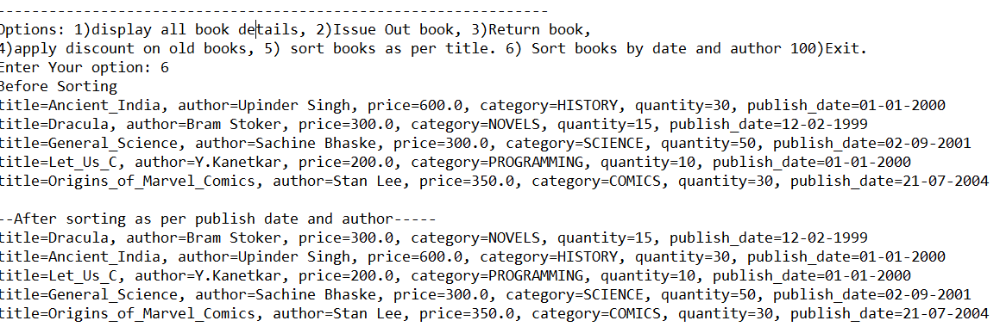 ---------------------------------------------------------------
Options: 1)display all book details, 2)Issue Out book, 3)Return book,
4)apply discount on old books, 5) sort books as per title. 6) Sort books by date and author 100)Exit.
Enter Your option: 6
Before Sorting
title=Ancient_India, author=Upinder Singh, price=600.0, category=HISTORY, quantity=30, publish_date=01-01-2000
title=Dracula, author=Bram Stoker, price=300.0, category=NOVELS, quantity=15, publish_date=12-02-1999
title=General_Science, author=Sachine Bhaske, price=300.0, category=SCIENCE, quantity=50, publish_date=02-09-2001
title=Let_Us_C, author=Y.Kanetkar, price=200.0, category=PROGRAMMING, quantity=10, publish_date=01-01-2000
title=Origins_of_Marvel_Comics, author=Stan Lee, price=350.0, category=COMICS, quantity=30, publish_date=21-07-2004
--After sorting as per publish date and author-----
title=Dracula, author=Bram Stoker, price=300.0, category=NOVELS, quantity=15, publish_date=12-02-1999
title=Ancient_India, author=Upinder Singh, price=600.0, category=HISTORY, quantity=30, publish_date=01-01-2000
title=Let_Us_C, author=Y.Kanetkar, price=200.0, category=PROGRAMMING, quantity=10, publish_date=01-01-2000
title=General_Science, author=Sachine Bhaske, price=300.0, category=SCIENCE, quantity=50, publish_date=02-09-2001
title=Origins_of_Marvel_Comics, author=Stan Lee, price=350.0, category=COMICS, quantity=30, publish_date=21-07-2004